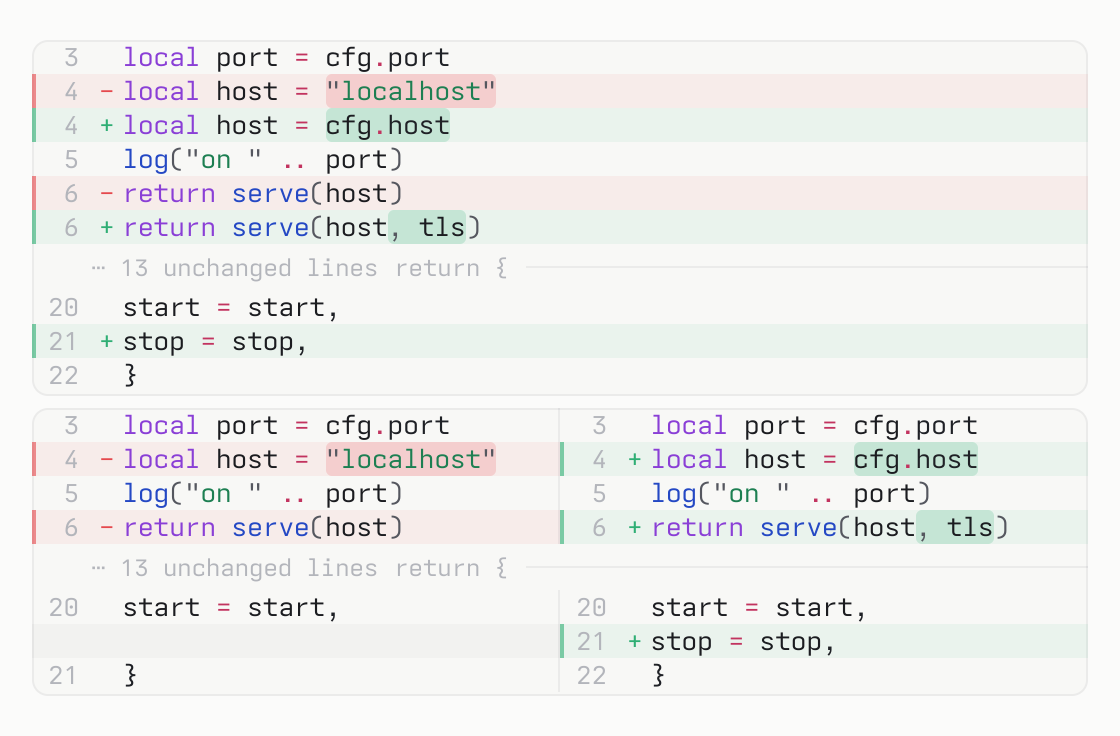 3 local port = cfg.port
4 − local host = "localhost"
4 + local host = cfg.host
5 log("on " .. port)
6 − return serve(host)
6 + return serve(host, tls)
⋯ 13 unchanged lines return {
20 start = start,
21 + stop = stop,
22 }
3 local port = cfg.port 3 local port = cfg.port
4 − local host = "localhost" 4 + local host = cfg.host
5 log("on " .. port) 5 log("on " .. port)
6 − return serve(host) 6 + return serve(host, tls)
⋯ 13 unchanged lines return {
20 start = start, 20 start = start,
21 + stop = stop,
21 } 22 }